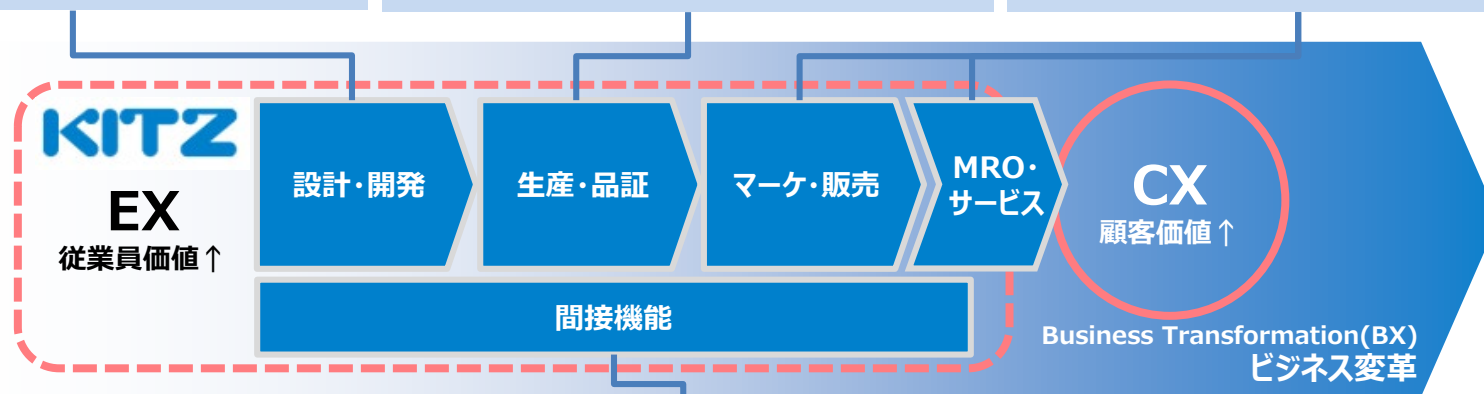 KITZ
EX
従業員価値↑
設計・開発
生産・品証
マーケ・販売
MRO・
サービス
CX
顧客価値↑
間接機能
Business Transformation(BX)
ビジネス変革